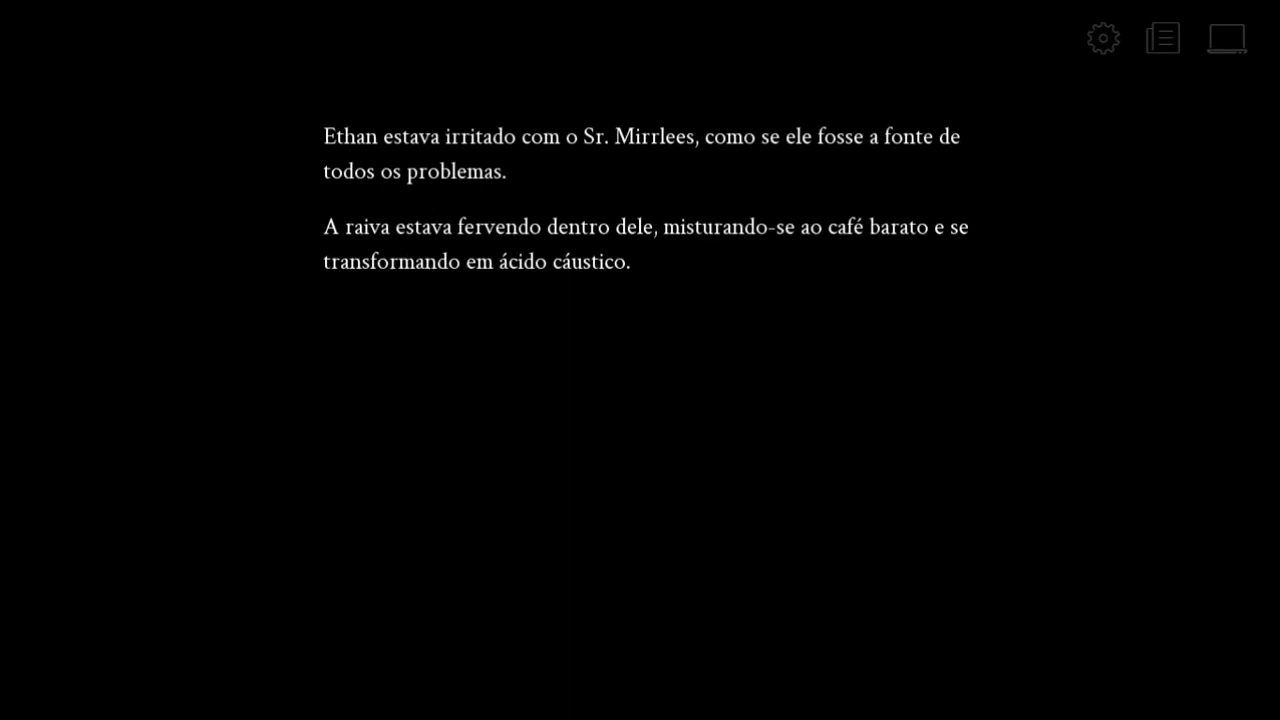 Ethan estava irritado com o Sr. Mirrlees, como se ele fosse a fonte de
todos os problemas.
A raiva estava fervendo dentro dele, misturando-se ao café barato e se
transformando em ácido cáustico.